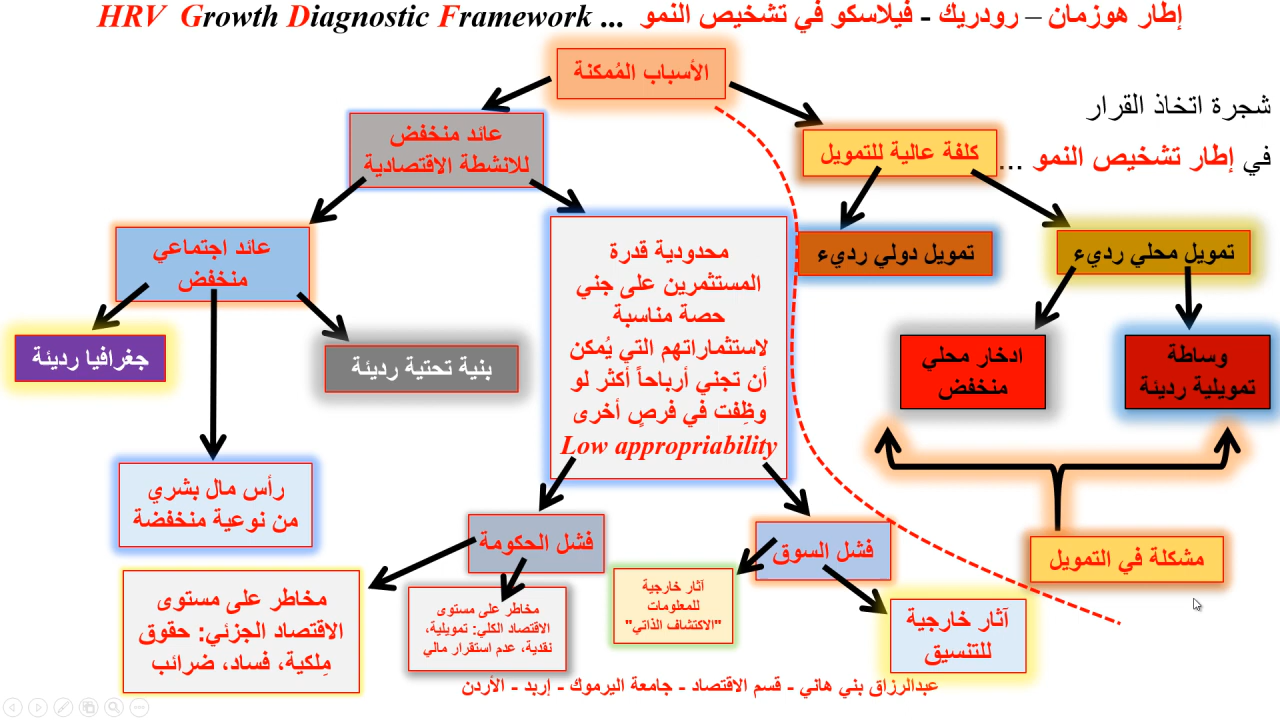 إطار هوزمان – رودريك - فيلاسكو في تشخيص النمو ... HRV Growth Diagnostic Framework
شجرة اتخاذ القرار
في إطار تشخيص النمو ...
الأسباب المُمكنة
كلفة عالية للتمويل
عائد منخفض
للانشطة الاقتصادية
تمويل محلي رديء
تمويل دولي رديء
محدودية قدرة
المستثمرين على جني
حصة مناسبة
لاستثماراتهم التي يُمكن
أن تجني أرباحاً أكثر لو
وظِفت في فرصٍ أخرى
Low appropriability
عائد اجتماعي
منخفض
وساطة
تمويلية رديئة
ادخار محلي
منخفض
بنية تحتية رديئة
جغرافيا رديئة
رأس مال بشري
من نوعية منخفضة
مشكلة في التمويل
فشل السوق
فشل الحكومة
آثار خارجية
للتنسيق
آثار خارجية
للمعلومات
"الاكتشاف الذاتي"
مخاطر على مستوى
الاقتصاد الكلي: تمويلية،
نقدية، عدم استقرار مالي
مخاطر على مستوى
الاقتصاد الجزئي: حقوق
مِلكية، فساد، ضرائب
عبدالرزاق بني هاني - قسم الاقتصاد - جامعة اليرموك - إربد - الأردن